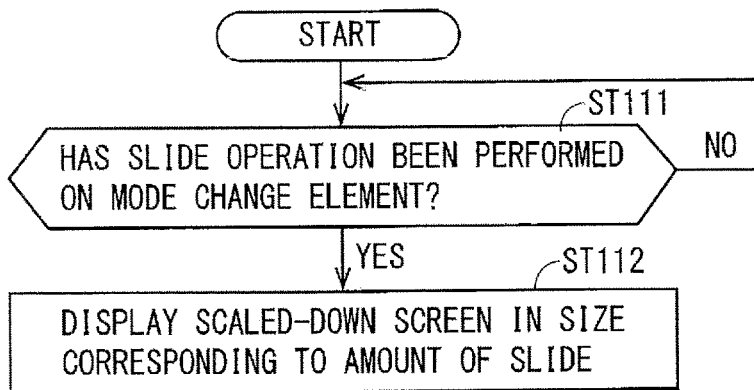 START
ST111
HAS SLIDE OPERATION BEEN PERFORMED
ON MODE CHANGE ELEMENT?
NO
YES
ST112
DISPLAY SCALED-DOWN SCREEN IN SIZE
CORRESPONDING TO AMOUNT OF SLIDE